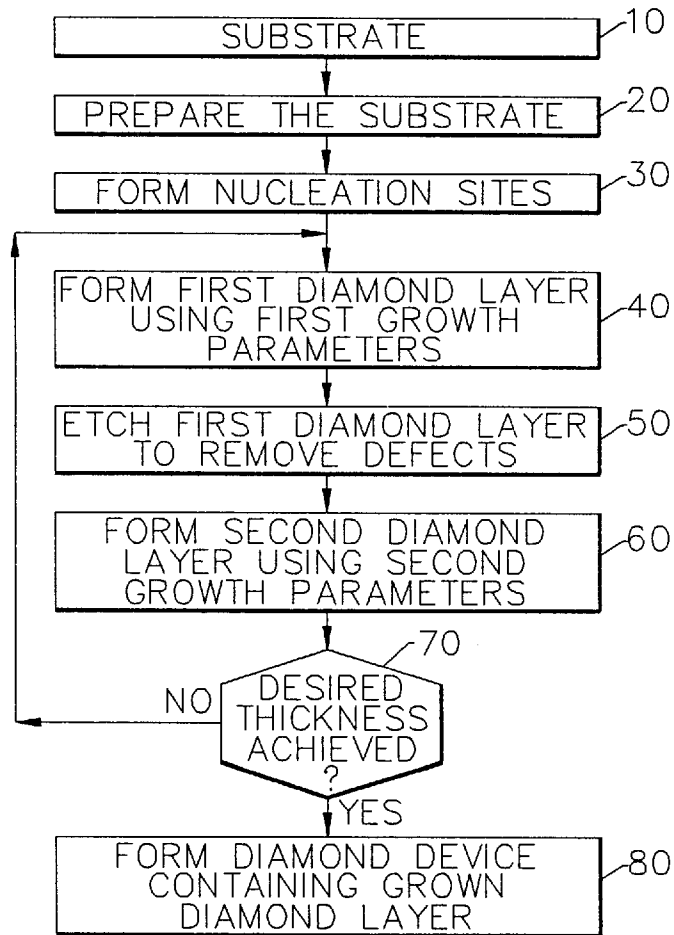 SUBSTRATE
10
PREPARE THE SUBSTRATE
20
FORM NUCLEATION SITES
30
FORM FIRST DIAMOND LAYER
USING FIRST GROWTH
PARAMETERS
40
ETCH FIRST DIAMOND LAYER
TO REMOVE DEFECTS
50
FORM SECOND DIAMOND
LAYER USING SECOND
GROWTH PARAMETERS
60
70
NO
DESIRED
THICKNESS
ACHIEVED
?
YES
FORM DIAMOND DEVICE
CONTAINING GROWN
DIAMOND LAYER
80